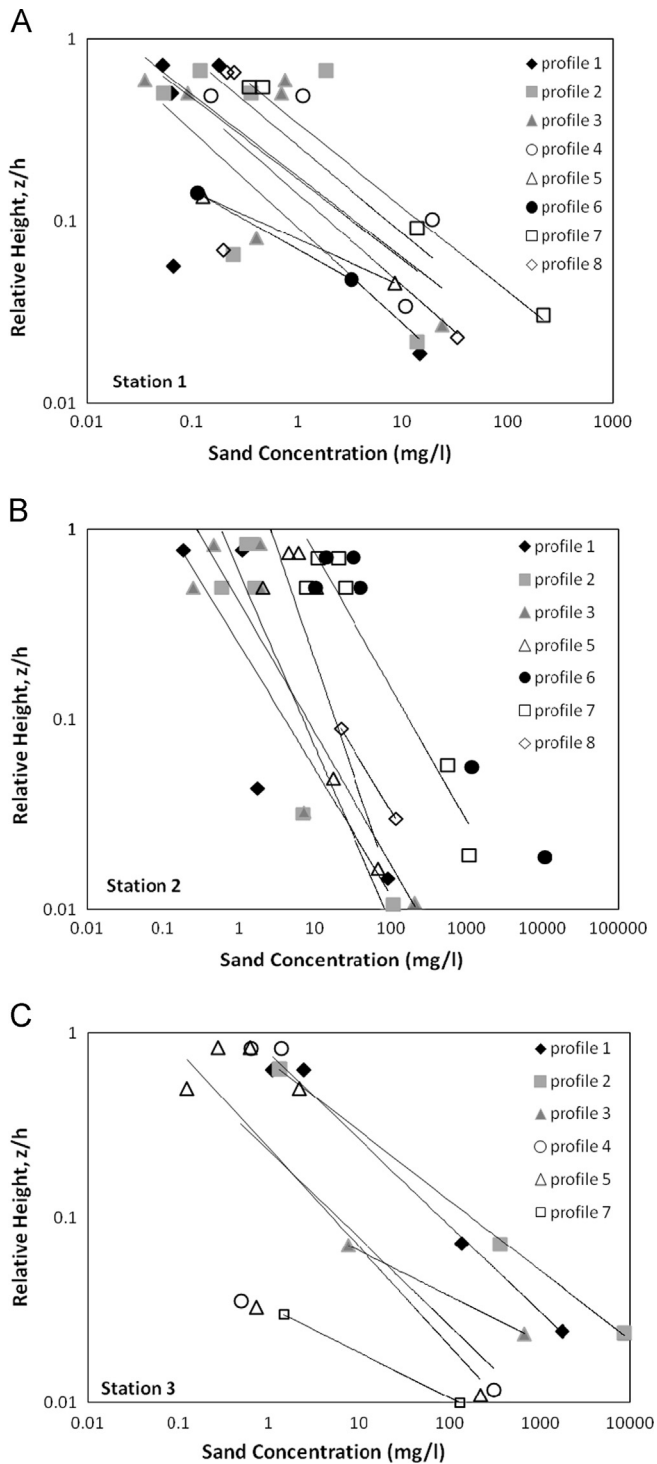 A
1
0.1
0.01
Relative Height, z/h
profile 1
profile 2
profile 3
profile 4
profile 5
profile 6
profile 7
profile 8
Station 1
0.01 0.1 1 10 100 1000
Sand Concentration (mg/l)
B
1
0.1
0.01
Relative Height, z/h
profile 1
profile 2
profile 3
profile 5
profile 6
profile 7
profile 8
Station 2
0.01 0.1 1 10 100 1000 10000 100000
Sand Concentration (mg/l)
C
1
0.1
0.01
Relative Height, z/h
profile 1
profile 2
profile 3
profile 4
profile 5
profile 7
Station 3
0.01 0.1 1 10 100 1000 10000
Sand Concentration (mg/l)